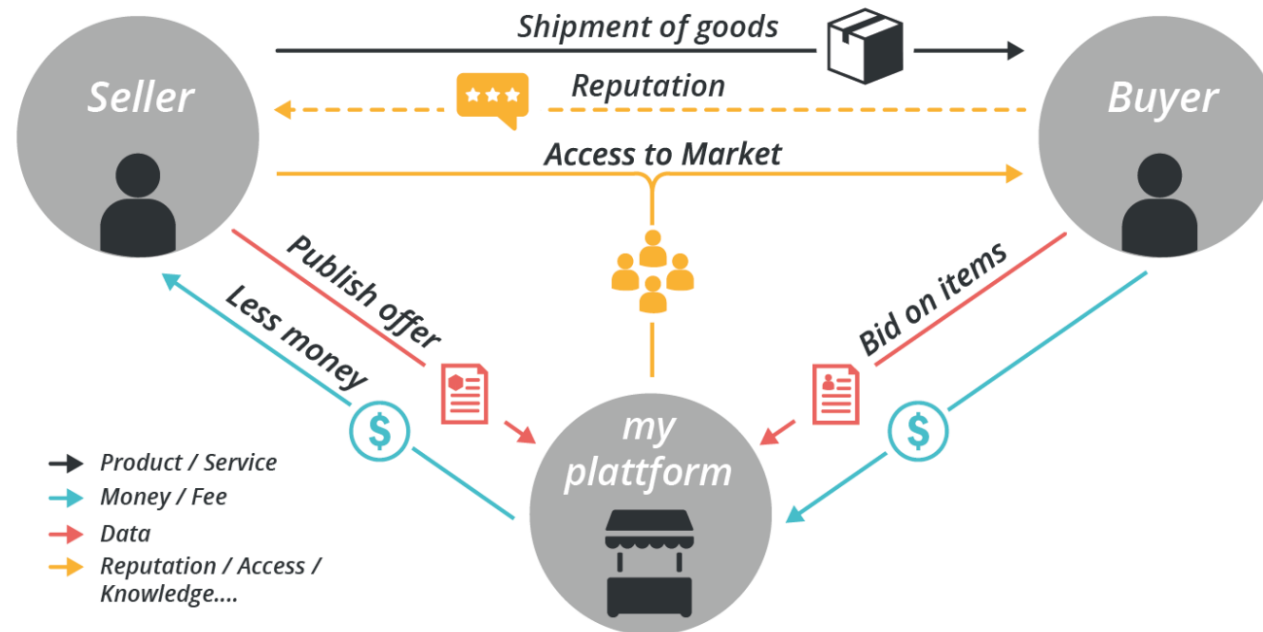 Shipment of goods
Seller
Reputation
Buyer
Access to Market
Publish offer
Less money
Bid on items
$
$
my
plattform
Product / Service
Money / Fee
Data
Reputation / Access /
Knowledge....